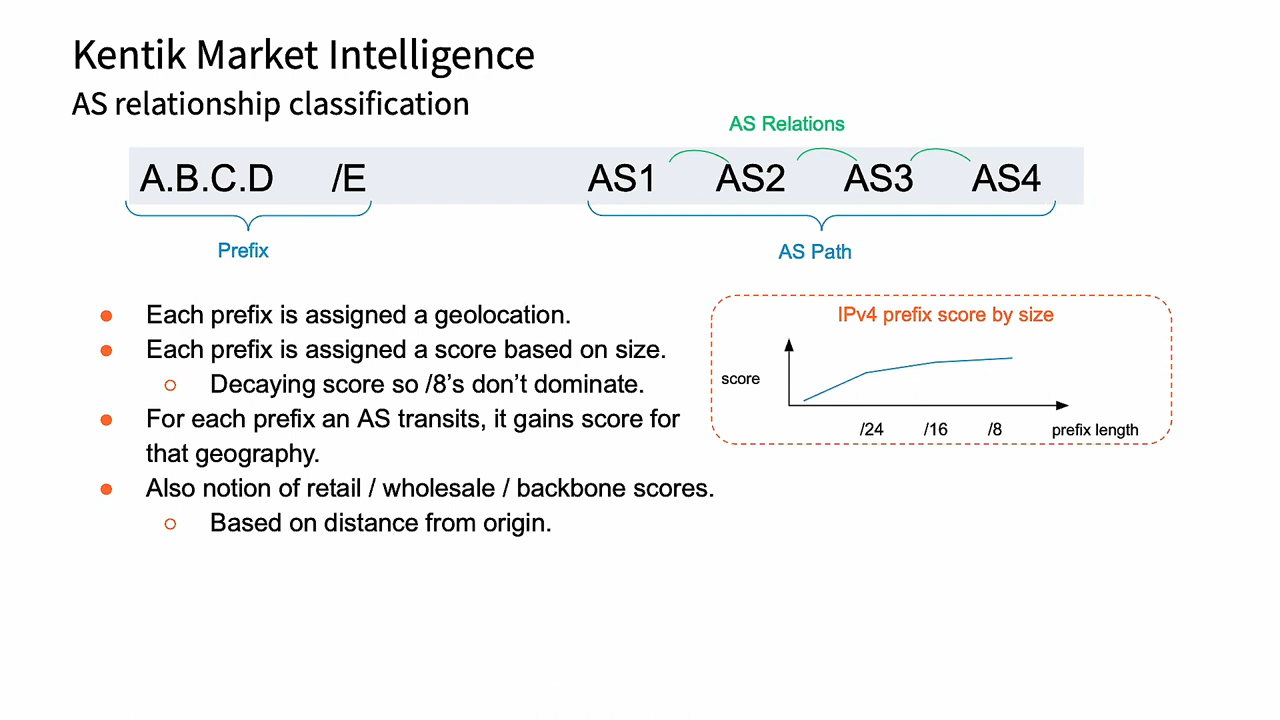 Kentik Market Intelligence
AS relationship classification
AS Relations
A.B.C.D /E AS1 AS2 AS3 AS4
Prefix
AS Path
● Each prefix is assigned a geolocation.
● Each prefix is assigned a score based on size.
○ Decaying score so /8’s don’t dominate.
● For each prefix an AS transits, it gains score for
that geography.
● Also notion of retail / wholesale / backbone scores.
○ Based on distance from origin.
IPv4 prefix score by size
score
/24 /16 /8 prefix length